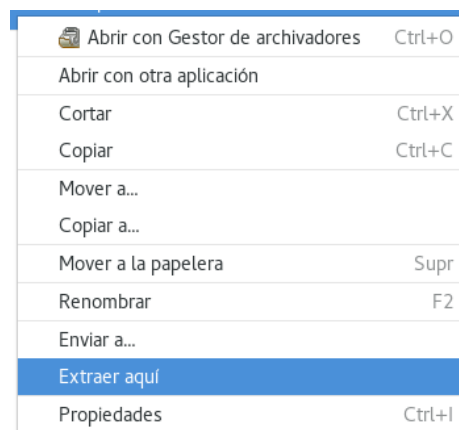 Abrir con Gestor de archivadores Ctrl+O
Abrir con otra aplicación
Cortar Ctrl+X
Copiar Ctrl+C
Mover a...
Copiar a...
Mover a la papelera Supr
Renombrar F2
Enviar a...
Extraer aquí
Propiedades Ctrl+I